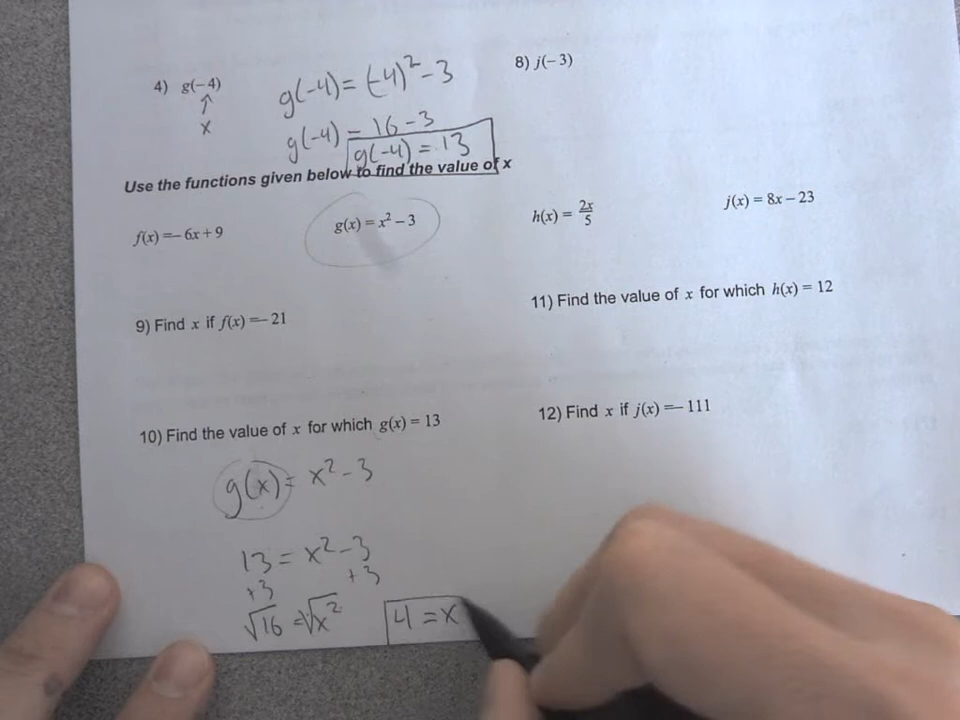 4) g(−4)
x
g(-4) = (-4)² - 3
g(-4) = 16 - 3
g(-4) = 13
8) j(−3)
Use the functions given below to find the value of x
f(x) = − 6x + 9
g(x) = x² − 3
h(x) = 2x/5
j(x) = 8x − 23
9) Find x if f(x) = − 21
11) Find the value of x for which h(x) = 12
10) Find the value of x for which g(x) = 13
12) Find x if j(x) = − 111
g(x) = x² - 3
13 = x² - 3
+3 +3
√16 = √x² 4 = x